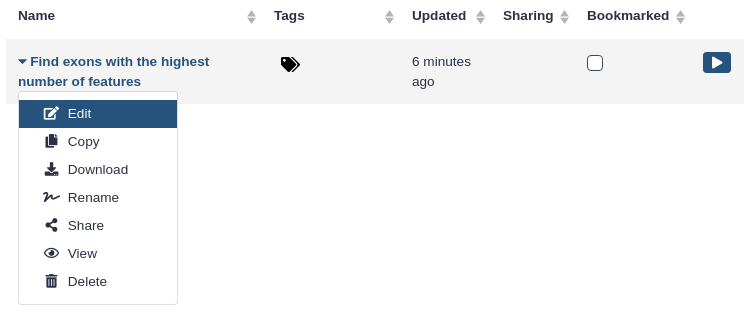 Name Tags Updated Sharing Bookmarked
Find exons with the highest 6 minutes
number of features ago
Edit
Copy
Download
Rename
Share
View
Delete